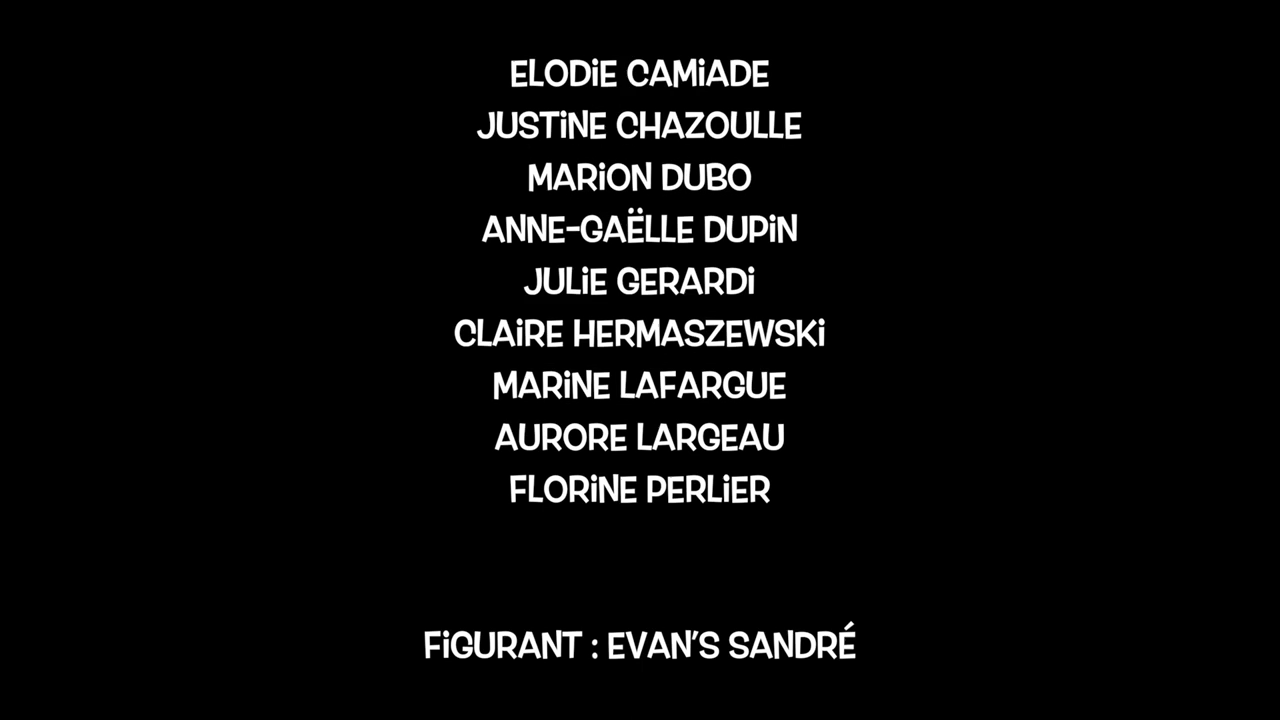 ELODiE CAMiADE
JUSTiNE CHAZOULLE
MARiON DUBO
ANNE-GAËLLE DUPiN
JULiE GERARDi
CLAiRE HERMASZEWSKi
MARiNE LAFARGUE
AURORE LARGEAU
FLORiNE PERLiER
FiGURANT : EVAN'S SANDRÉ